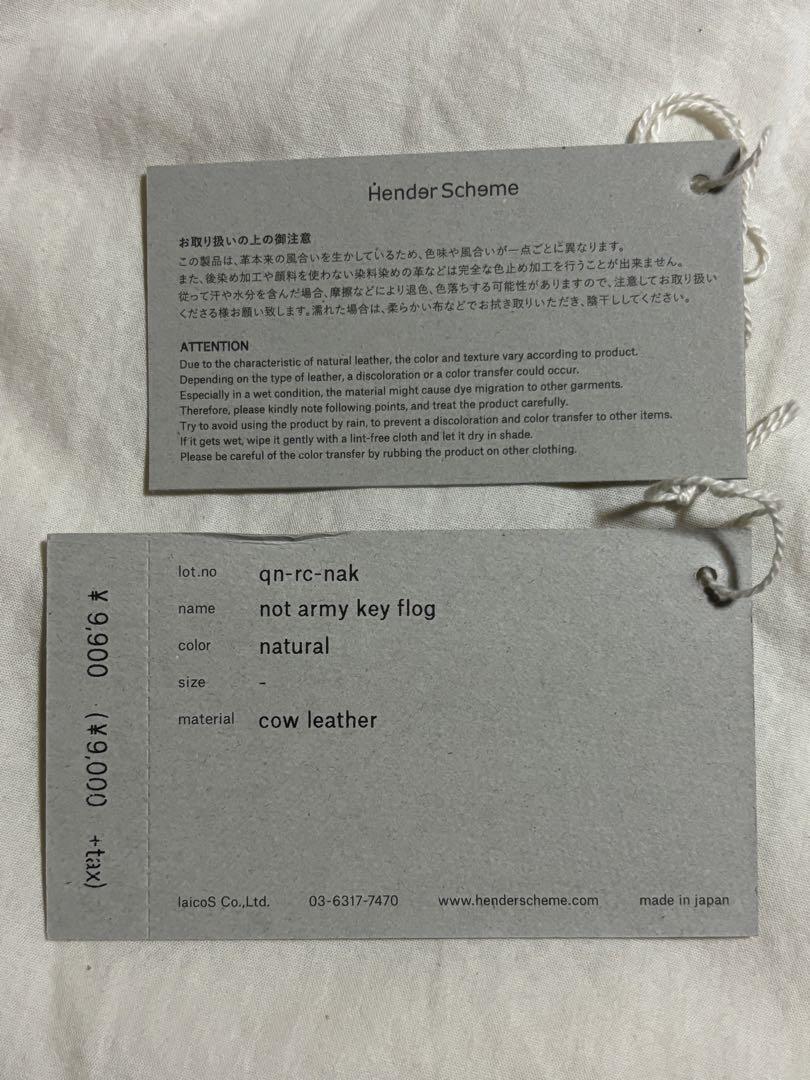 Hender Scheme
お取り扱いの上の御注意
この製品は、革本来の風合いを生かしているため、色味や風合いが一点ごとに異なります。
また、後染め加工や顔料を使わない染料染めの革などは完全な色止め加工を行うことが出来ません。
従って汗や水分を含んだ場合、摩擦などにより退色、色落ちする可能性がありますので、注意してお取り扱い
くださる様お願い致します。濡れた場合は、柔らかい布などでお拭き取りいただき、陰干ししてください。
ATTENTION
Due to the characteristic of natural leather, the color and texture vary according to product.
Depending on the type of leather, a discoloration or a color transfer could occur.
Especially in a wet condition, the material might cause dye migration to other garments.
Therefore, please kindly note following points, and treat the product carefully.
Try to avoid using the product by rain, to prevent a discoloration and color transfer to other items.
If it gets wet, wipe it gently with a lint-free cloth and let it dry in shade.
Please be careful of the color transfer by rubbing the product on other clothing.
¥ 9,900 (¥9,000 +tax)
lot.no qn-rc-nak
name not army key flog
color natural
size -
material cow leather
laicoS Co.,Ltd. 03-6317-7470 www.henderscheme.com made in japan